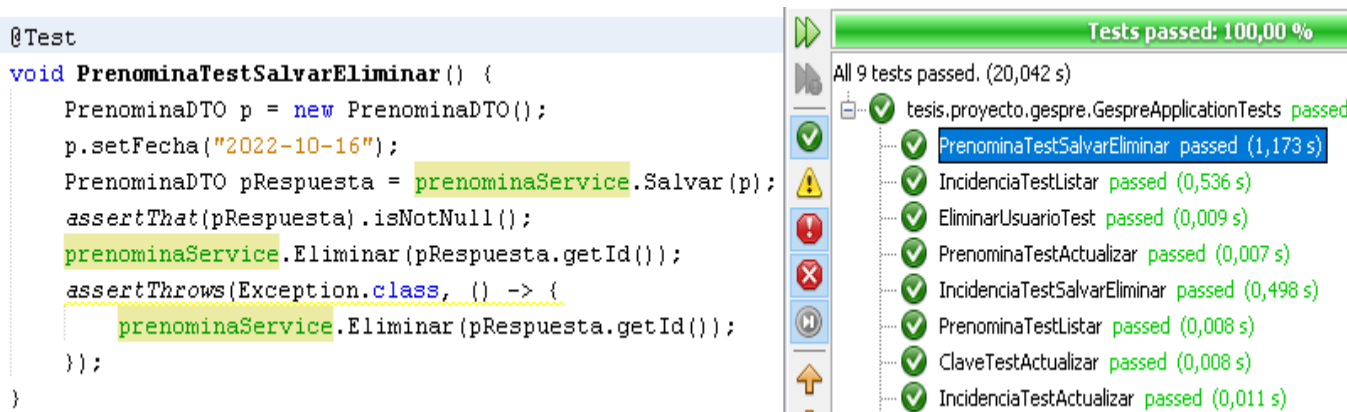 @Test
void PrenominaTestSalvarEliminar() {
PrenominaDTO p = new PrenominaDTO();
p.setFecha("2022-10-16");
PrenominaDTO pRespuesta = prenominaService.Salvar(p);
assertThat(pRespuesta).isNotNull();
prenominaService.Eliminar(pRespuesta.getId());
assertThrows(Exception.class, () -> {
prenominaService.Eliminar(pRespuesta.getId());
});
}
Tests passed: 100,00 %
All 9 tests passed. (20,042 s)
tesis.proyecto.gespre.GespreApplicationTests passed
PrenominaTestSalvarEliminar passed (1,173 s)
IncidenciaTestListar passed (0,536 s)
EliminarUsuarioTest passed (0,009 s)
PrenominaTestActualizar passed (0,007 s)
IncidenciaTestSalvarEliminar passed (0,498 s)
PrenominaTestListar passed (0,008 s)
ClaveTestActualizar passed (0,008 s)
IncidenciaTestActualizar passed (0,011 s)